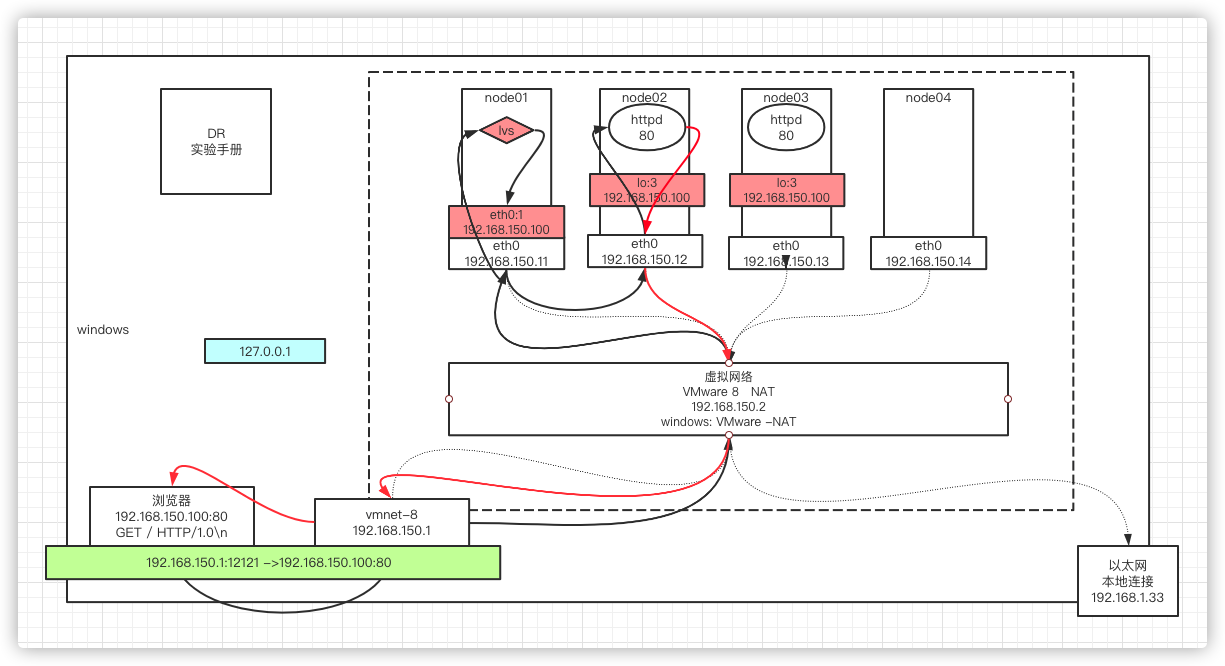 DR
实验手册
node01
lvs
eth0:1
192.168.150.100
eth0
192.168.150.11
node02
httpd
80
lo:3
192.168.150.100
eth0
192.168.150.12
node03
httpd
80
lo:3
192.168.150.100
eth0
192.168.150.13
node04
eth0
192.168.150.14
windows
127.0.0.1
虚拟网络
VMware 8 NAT
192.168.150.2
windows: VMware -NAT
浏览器
192.168.150.100:80
GET / HTTP/1.0\n
vmnet-8
192.168.150.1
192.168.150.1:12121 ->192.168.150.100:80
以太网
本地连接
192.168.1.33